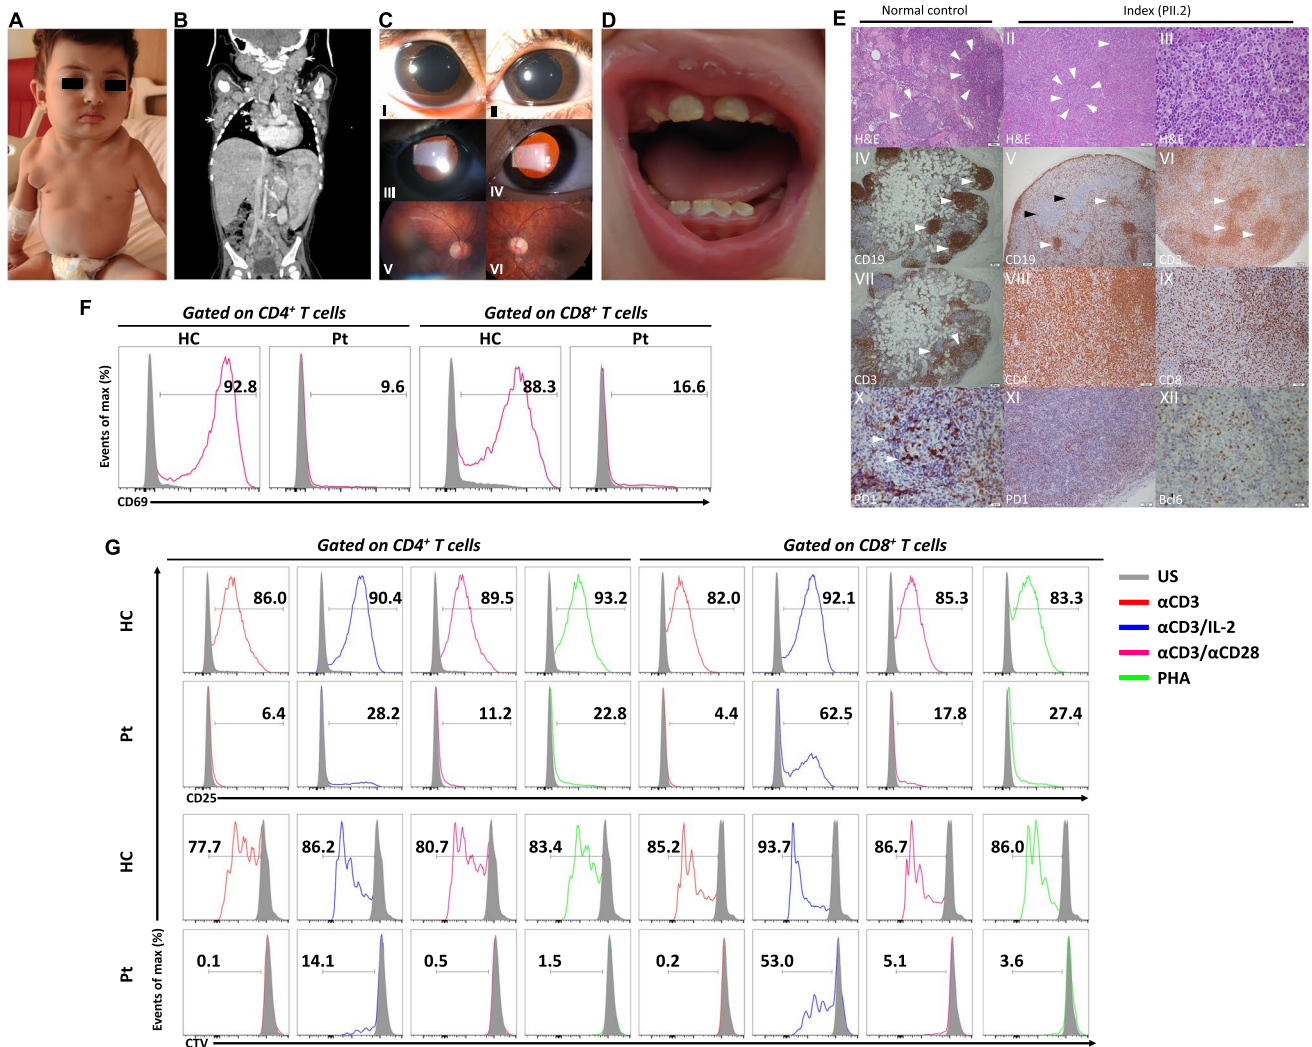 A
B
C
D
E
Normal control
Index (PII.2)
I
II
III
IV
V
VI
I
H&E
II
H&E
III
H&E
IV
CD19
V
CD19
VI
CD3
VII
CD3
VIII
CD4
IX
CD8
X
PD1
XI
PD1
XII
Bcl6
F
Gated on CD4+ T cells
Gated on CD8+ T cells
HC
Pt
HC
Pt
Events of max (%)
92.8
9.6
88.3
16.6
CD69
G
Gated on CD4+ T cells
Gated on CD8+ T cells
HC
86.0
90.4
89.5
93.2
82.0
92.1
85.3
83.3
Pt
6.4
28.2
11.2
22.8
4.4
62.5
17.8
27.4
CD25
HC
77.7
86.2
80.7
83.4
85.2
93.7
86.7
86.0
Pt
0.1
14.1
0.5
1.5
0.2
53.0
5.1
3.6
Events of max (%)
CTV
US
αCD3
αCD3/IL-2
αCD3/αCD28
PHA